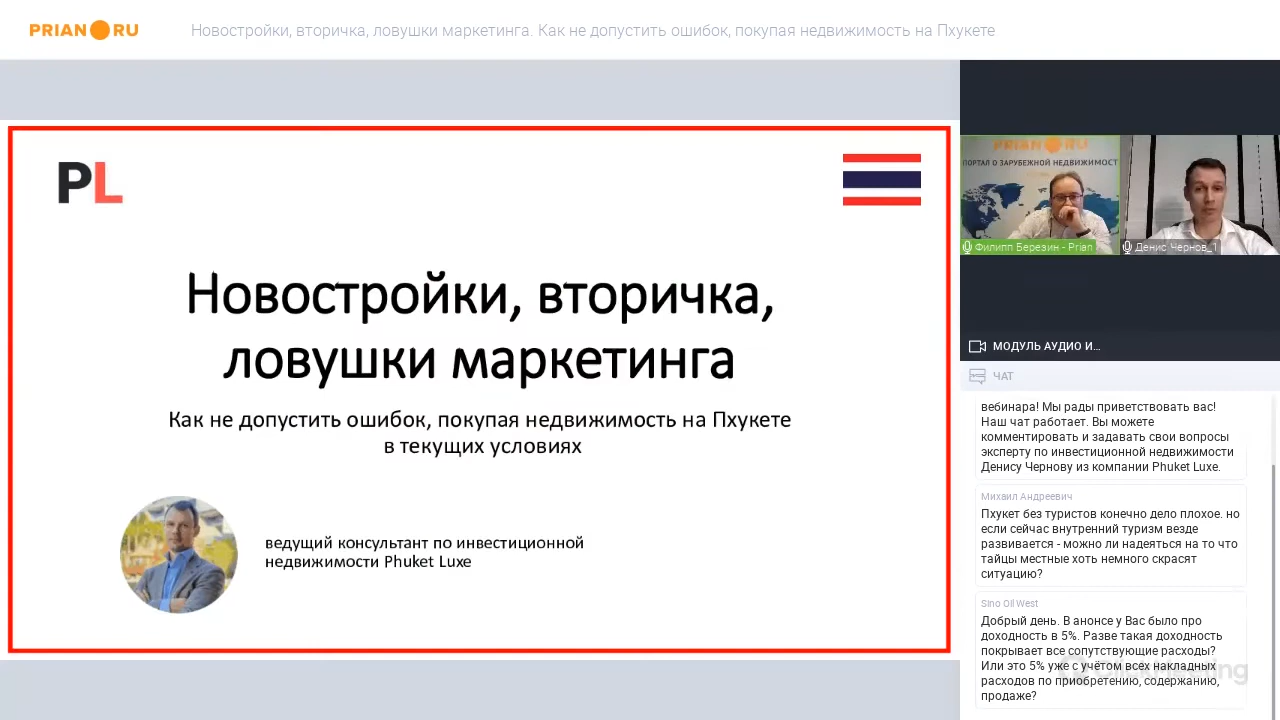 PRIAN RU
Новостройки, вторичка, ловушки маркетинга. Как не допустить ошибок, покупая недвижимость на Пхукете
PL
Новостройки, вторичка,
ловушки маркетинга
Как не допустить ошибок, покупая недвижимость на Пхукете
в текущих условиях
ведущий консультант по инвестиционной
недвижимости Phuket Luxe
PRIAN RU
ПОРТАЛ О ЗАРУБЕЖНОЙ НЕДВИЖИМОСТ
Филипп Березин - Prian
Денис Чернов_1
МОДУЛЬ АУДИО И...
ЧАТ
вебинара! Мы рады приветствовать вас!
Наш чат работает. Вы можете
комментировать и задавать свои вопросы
эксперту по инвестиционной недвижимости
Денису Чернову из компании Phuket Luxe.
Михаил Андреевич
Пхукет без туристов конечно дело плохое. но
если сейчас внутренний туризм везде
развивается - можно ли надеяться на то что
тайцы местные хоть немного скрасят
ситуацию?
Sino Oil West
Добрый день. В анонсе у Вас было про
доходность в 5%. Разве такая доходность
покрывает все сопутствующие расходы?
Или это 5% уже с учётом всех накладных
расходов по приобретению, содержанию,
продаже?
ClickMeeting